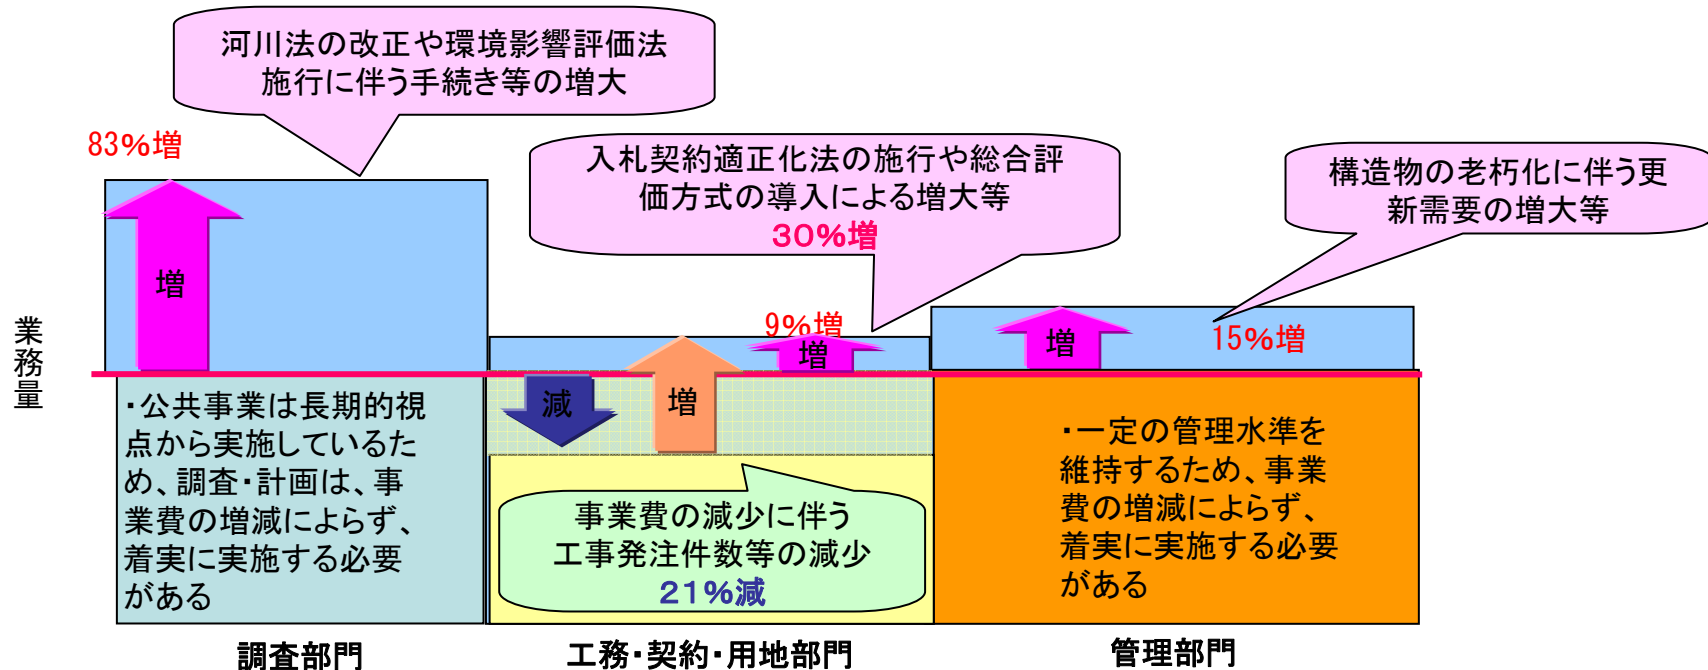 河川法の改正や環境影響評価法
施行に伴う手続き等の増大
83%増
入札契約適正化法の施行や総合評
価方式の導入による増大等
30%増
構造物の老朽化に伴う更
新需要の増大等
増
9%増
増
増
15%増
業務量
減
増
・公共事業は長期的視
点から実施しているた
め、調査・計画は、事
業費の増減によらず、
着実に実施する必要
がある
・一定の管理水準を
維持するため、事業
費の増減によらず、
着実に実施する必要
がある
事業費の減少に伴う
工事発注件数等の減少
21%減
調査部門
工務・契約・用地部門
管理部門